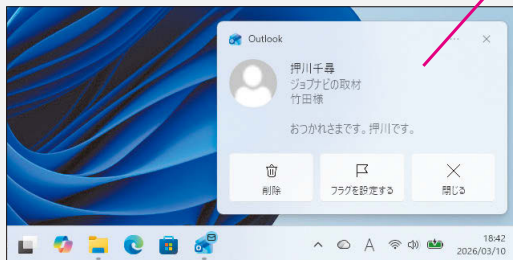 Outlook
押川千尋
ジョブナビの取材
竹田様
おつかれさまです。押川です。
削除
フラグを設定する
閉じる
A
18:42
2026/03/10